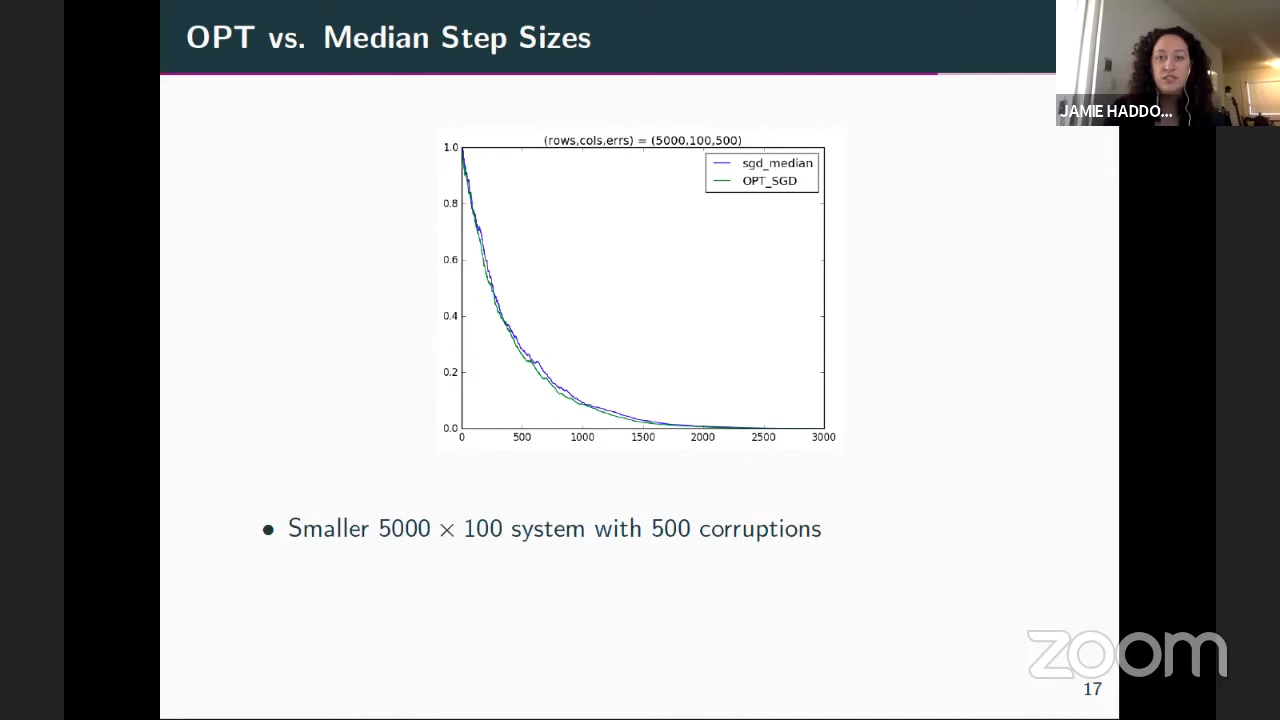 OPT vs. Median Step Sizes
JAMIE HADDO...
(rows,cols,errs) = (5000,100,500)
sgd_median
OPT_SGD
1.0
0.8
0.6
0.4
0.2
0.0
0 500 1000 1500 2000 2500 3000
• Smaller 5000 × 100 system with 500 corruptions
zoom
17